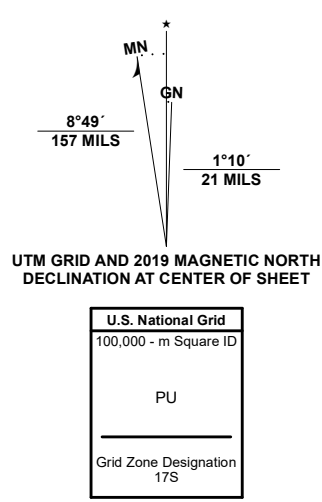 MN
GN
8°49´
157 MILS
1°10´
21 MILS
UTM GRID AND 2019 MAGNETIC NORTH
DECLINATION AT CENTER OF SHEET
U.S. National Grid
100,000 - m Square ID
PU
Grid Zone Designation
17S